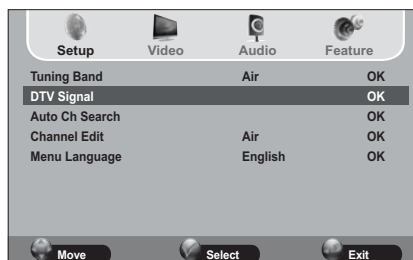 Setup Video Audio Feature
Tuning Band Air OK
DTV Signal OK
Auto Ch Search OK
Channel Edit Air OK
Menu Language English OK
Move Select Exit